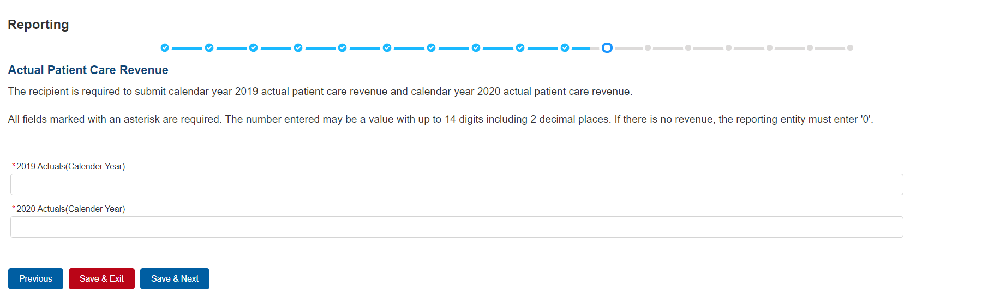 Reporting
Actual Patient Care Revenue
The recipient is required to submit calendar year 2019 actual patient care revenue and calendar year 2020 actual patient care revenue.
All fields marked with an asterisk are required. The number entered may be a value with up to 14 digits including 2 decimal places. If there is no revenue, the reporting entity must enter '0'.
*2019 Actuals(Calender Year)
*2020 Actuals(Calender Year)
Previous Save & Exit Save & Next